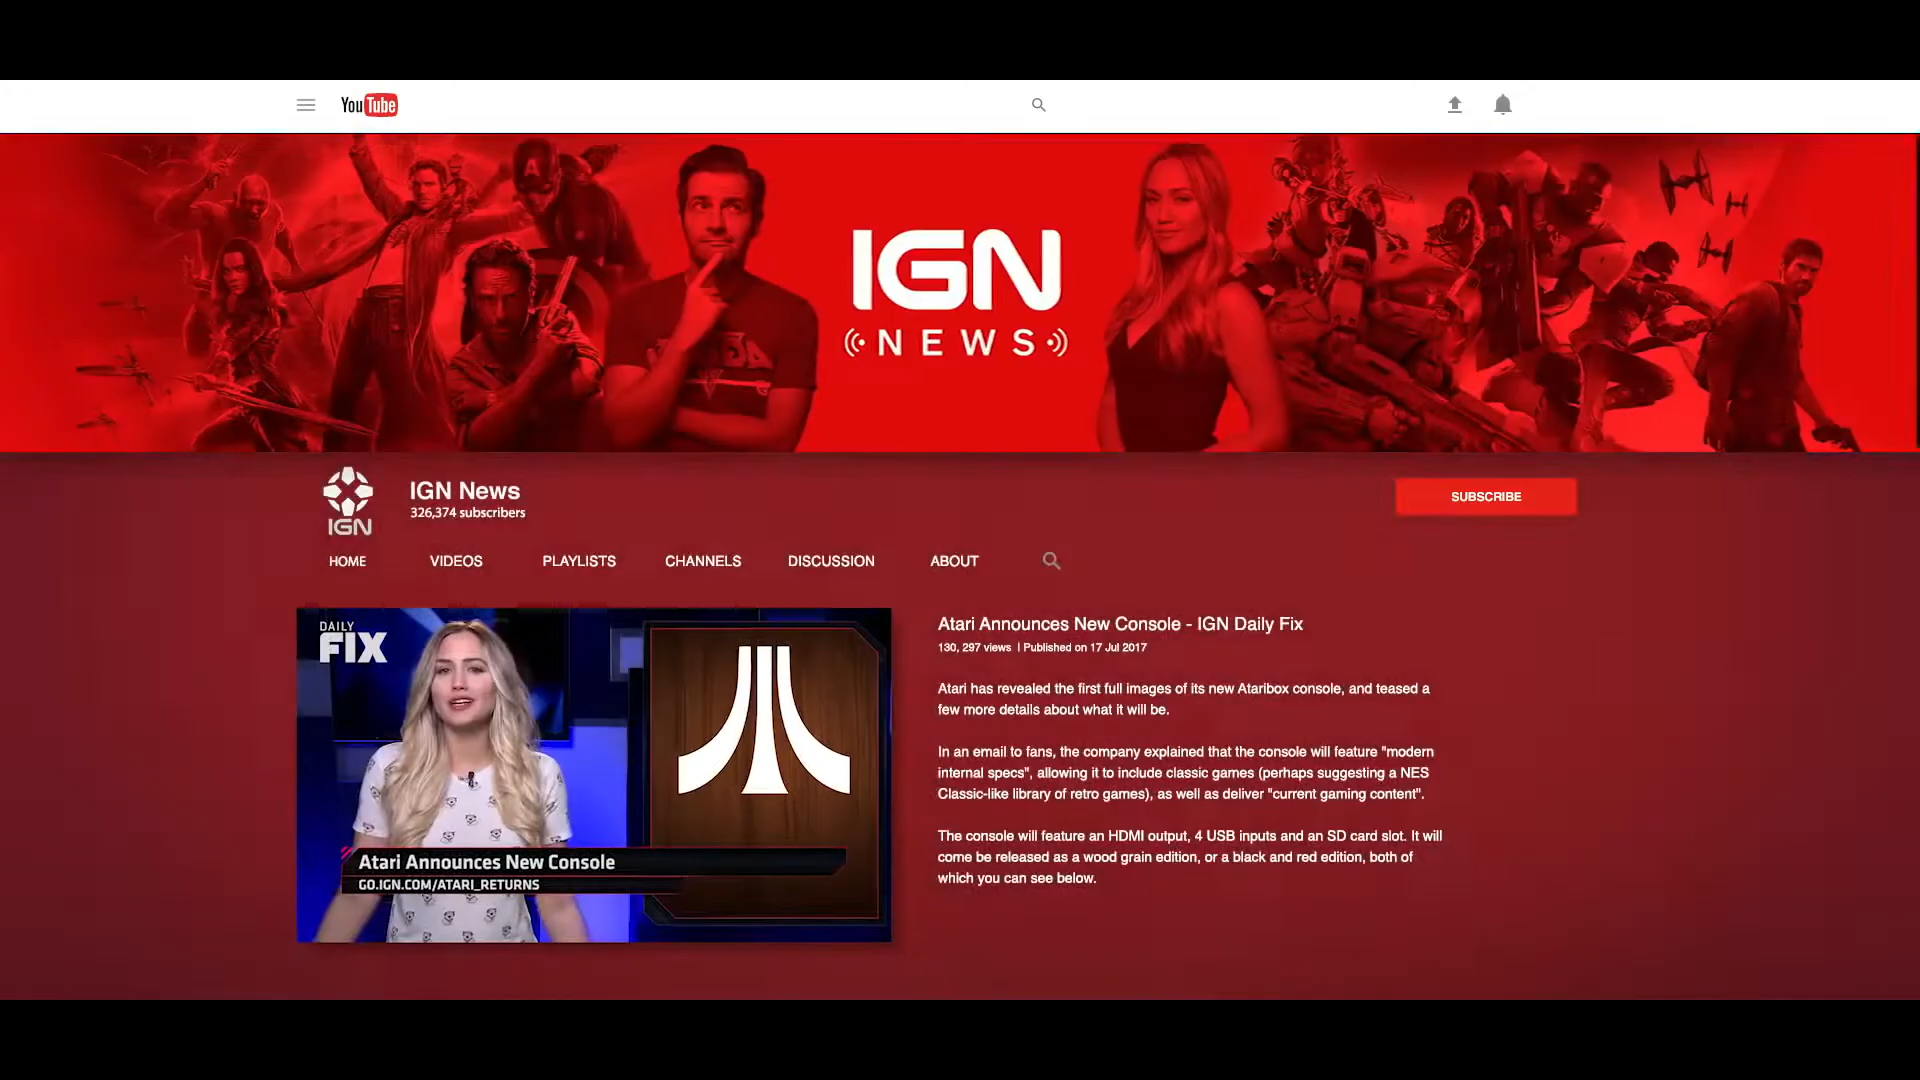 YouTube
IGN
NEWS
IGN
IGN News
326,374 subscribers
SUBSCRIBE
HOME
VIDEOS
PLAYLISTS
CHANNELS
DISCUSSION
ABOUT
DAILY
FIX
Atari Announces New Console
GO.IGN.COM/ATARI_RETURNS
Atari Announces New Console - IGN Daily Fix
130, 297 views | Published on 17 Jul 2017
Atari has revealed the first full images of its new Ataribox console, and teased a
few more details about what it will be.
In an email to fans, the company explained that the console will feature "modern
internal specs", allowing it to include classic games (perhaps suggesting a NES
Classic-like library of retro games), as well as deliver "current gaming content".
The console will feature an HDMI output, 4 USB inputs and an SD card slot. It will
come be released as a wood grain edition, or a black and red edition, both of
which you can see below.